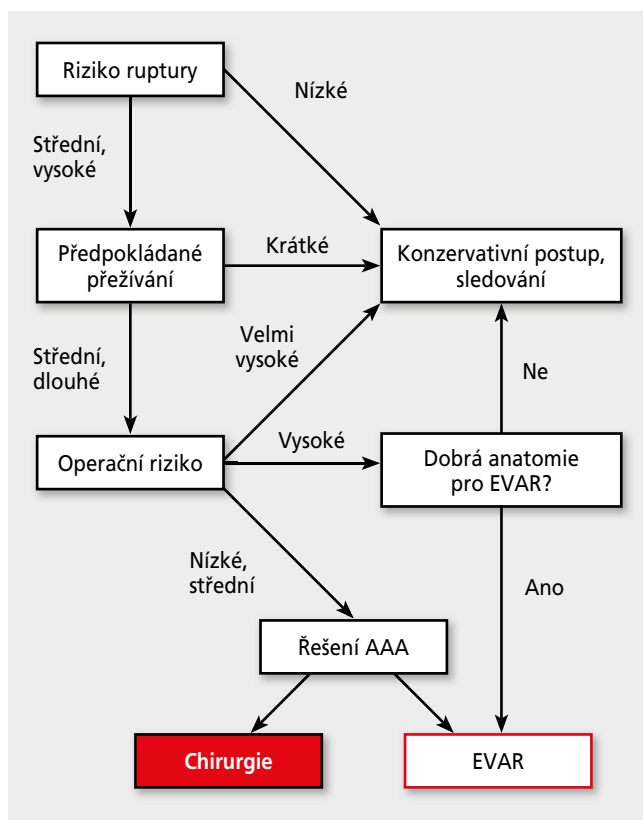 Riziko ruptury
Nízké
Střední,
vysoké
Předpokládané
přežívání
Krátké
Konzervativní postup,
sledování
Střední,
dlouhé
Velmi
vysoké
Ne
Operační riziko
Vysoké
Dobrá anatomie
pro EVAR?
Nízké,
střední
Ano
Řešení AAA
Chirurgie
EVAR